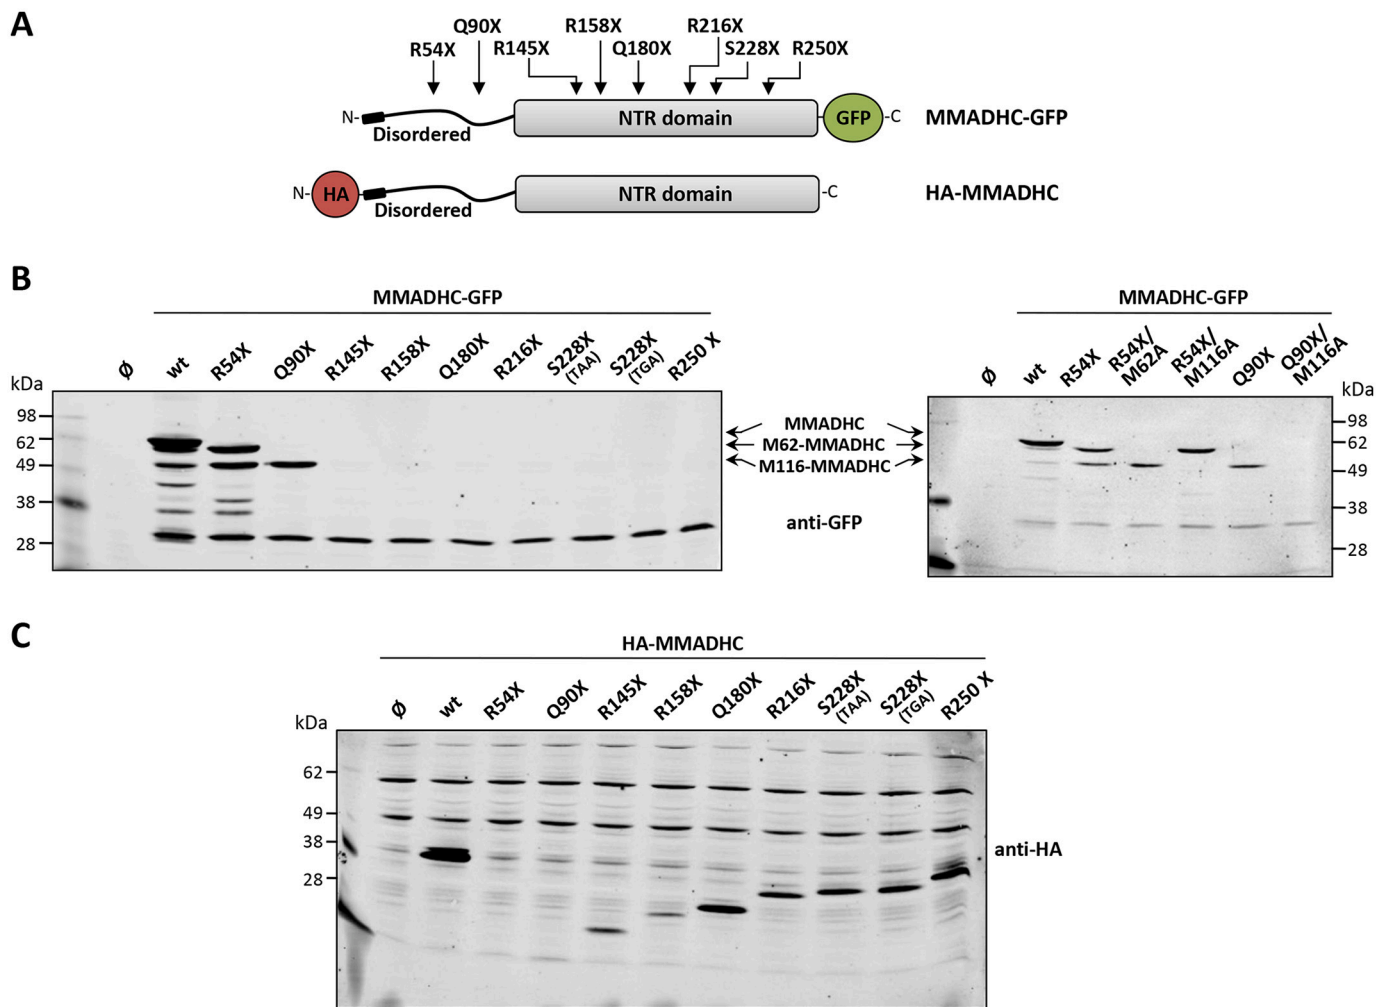 A
Q90X R158X R216X
R54X R145X Q180X S228X R250X
N- Disordered NTR domain GFP -C MMADHC-GFP
N- HA Disordered NTR domain -C HA-MMADHC
B
MMADHC-GFP
Ø wt R54X Q90X R145X R158X Q180X R216X S228X (TAA) S228X (TGA) R250 X
kDa
98
62
49
38
28
MMADHC
M62-MMADHC
M116-MMADHC
anti-GFP
MMADHC-GFP
Ø wt R54X R54X/ M62A R54X/ M116A Q90X Q90X/ M116A
kDa
98
62
49
38
28
C
HA-MMADHC
Ø wt R54X Q90X R145X R158X Q180X R216X S228X (TAA) S228X (TGA) R250 X
kDa
62
49
38
28
anti-HA